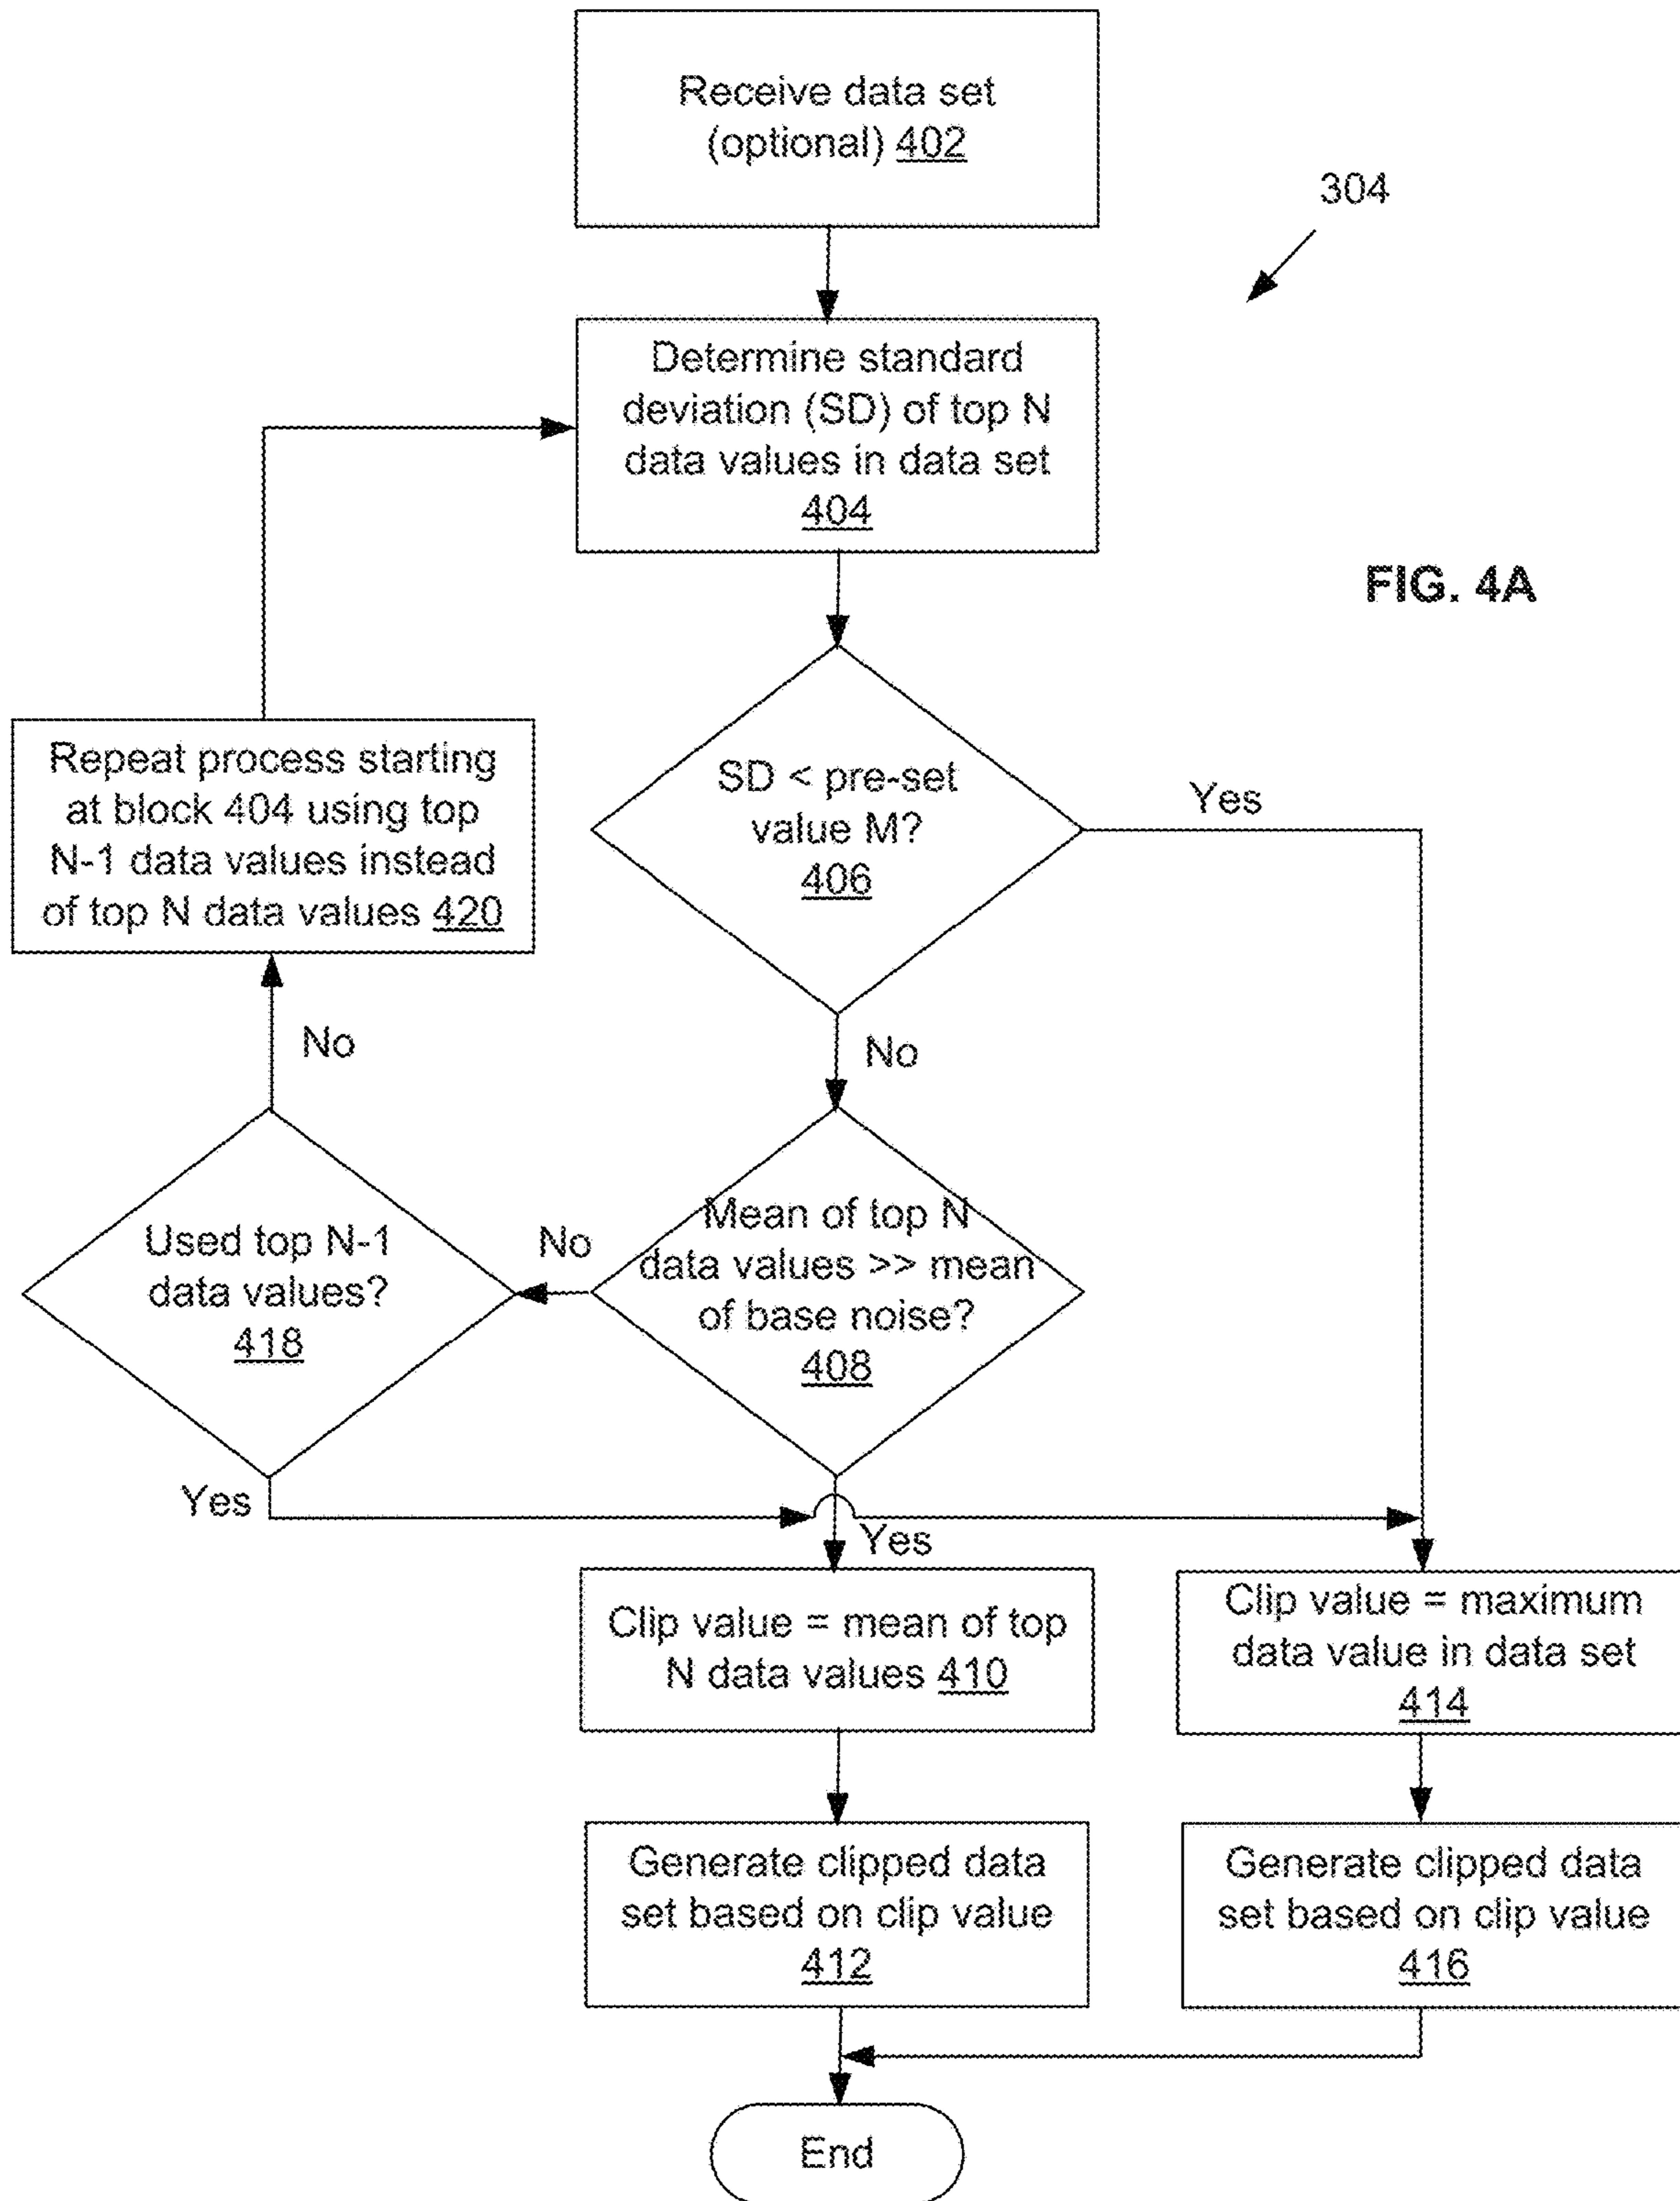 Receive data set
(optional) 402
304
Determine standard
deviation (SD) of top N
data values in data set
404
FIG. 4A
SD < pre-set
value M?
406
Yes
Repeat process starting
at block 404 using top
N-1 data values instead
of top N data values 420
No
No
Used top N-1
data values?
418
No
Mean of top N
data values >> mean
of base noise?
408
Yes
Yes
Clip value = mean of top
N data values 410
Clip value = maximum
data value in data set
414
Generate clipped data
set based on clip value
412
Generate clipped data
set based on clip value
416
End